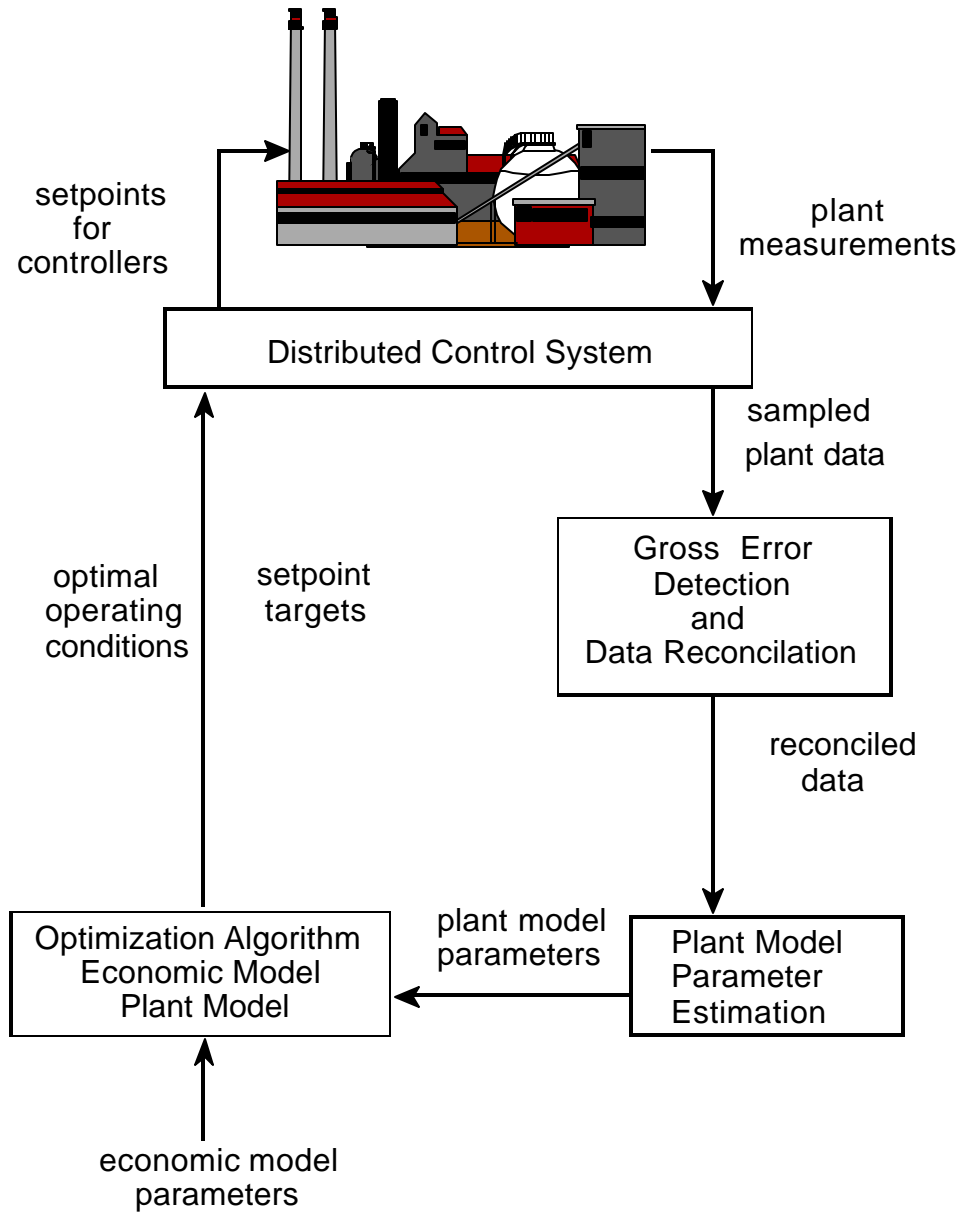 setpoints
for
controllers
plant
measurements
Distributed Control System
sampled
plant data
Gross Error
Detection
and
Data Reconcilation
optimal
operating
conditions
setpoint
targets
reconciled
data
plant model
parameters
Optimization Algorithm
Economic Model
Plant Model
Plant Model
Parameter
Estimation
economic model
parameters